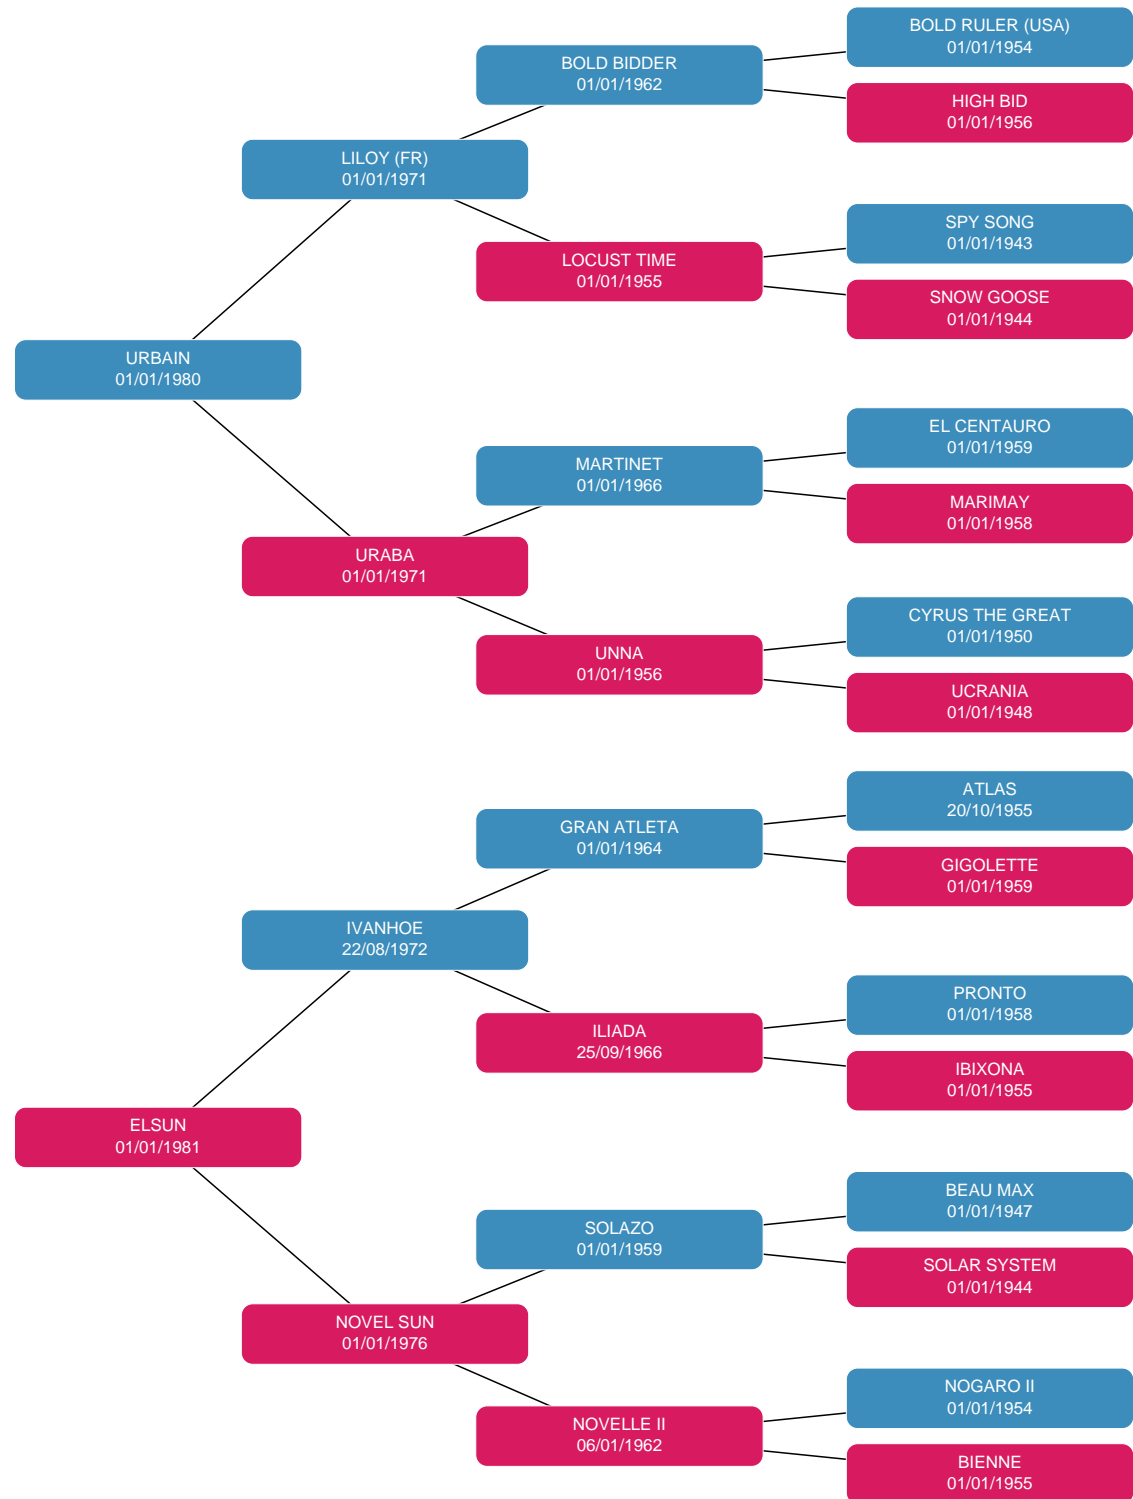 BOLD RULER (USA)
01/01/1954
BOLD BIDDER
01/01/1962
HIGH BID
01/01/1956
LILOY (FR)
01/01/1971
SPY SONG
01/01/1943
LOCUST TIME
01/01/1955
SNOW GOOSE
01/01/1944
URBAIN
01/01/1980
EL CENTAURO
01/01/1959
MARTINET
01/01/1966
MARIMAY
01/01/1958
URABA
01/01/1971
CYRUS THE GREAT
01/01/1950
UNNA
01/01/1956
UCRANIA
01/01/1948
ATLAS
20/10/1955
GRAN ATLETA
01/01/1964
GIGOLETTE
01/01/1959
IVANHOE
22/08/1972
PRONTO
01/01/1958
ILIADA
25/09/1966
IBIXONA
01/01/1955
ELSUN
01/01/1981
BEAU MAX
01/01/1947
SOLAZO
01/01/1959
SOLAR SYSTEM
01/01/1944
NOVEL SUN
01/01/1976
NOGARO II
01/01/1954
NOVELLE II
06/01/1962
BIENNE
01/01/1955